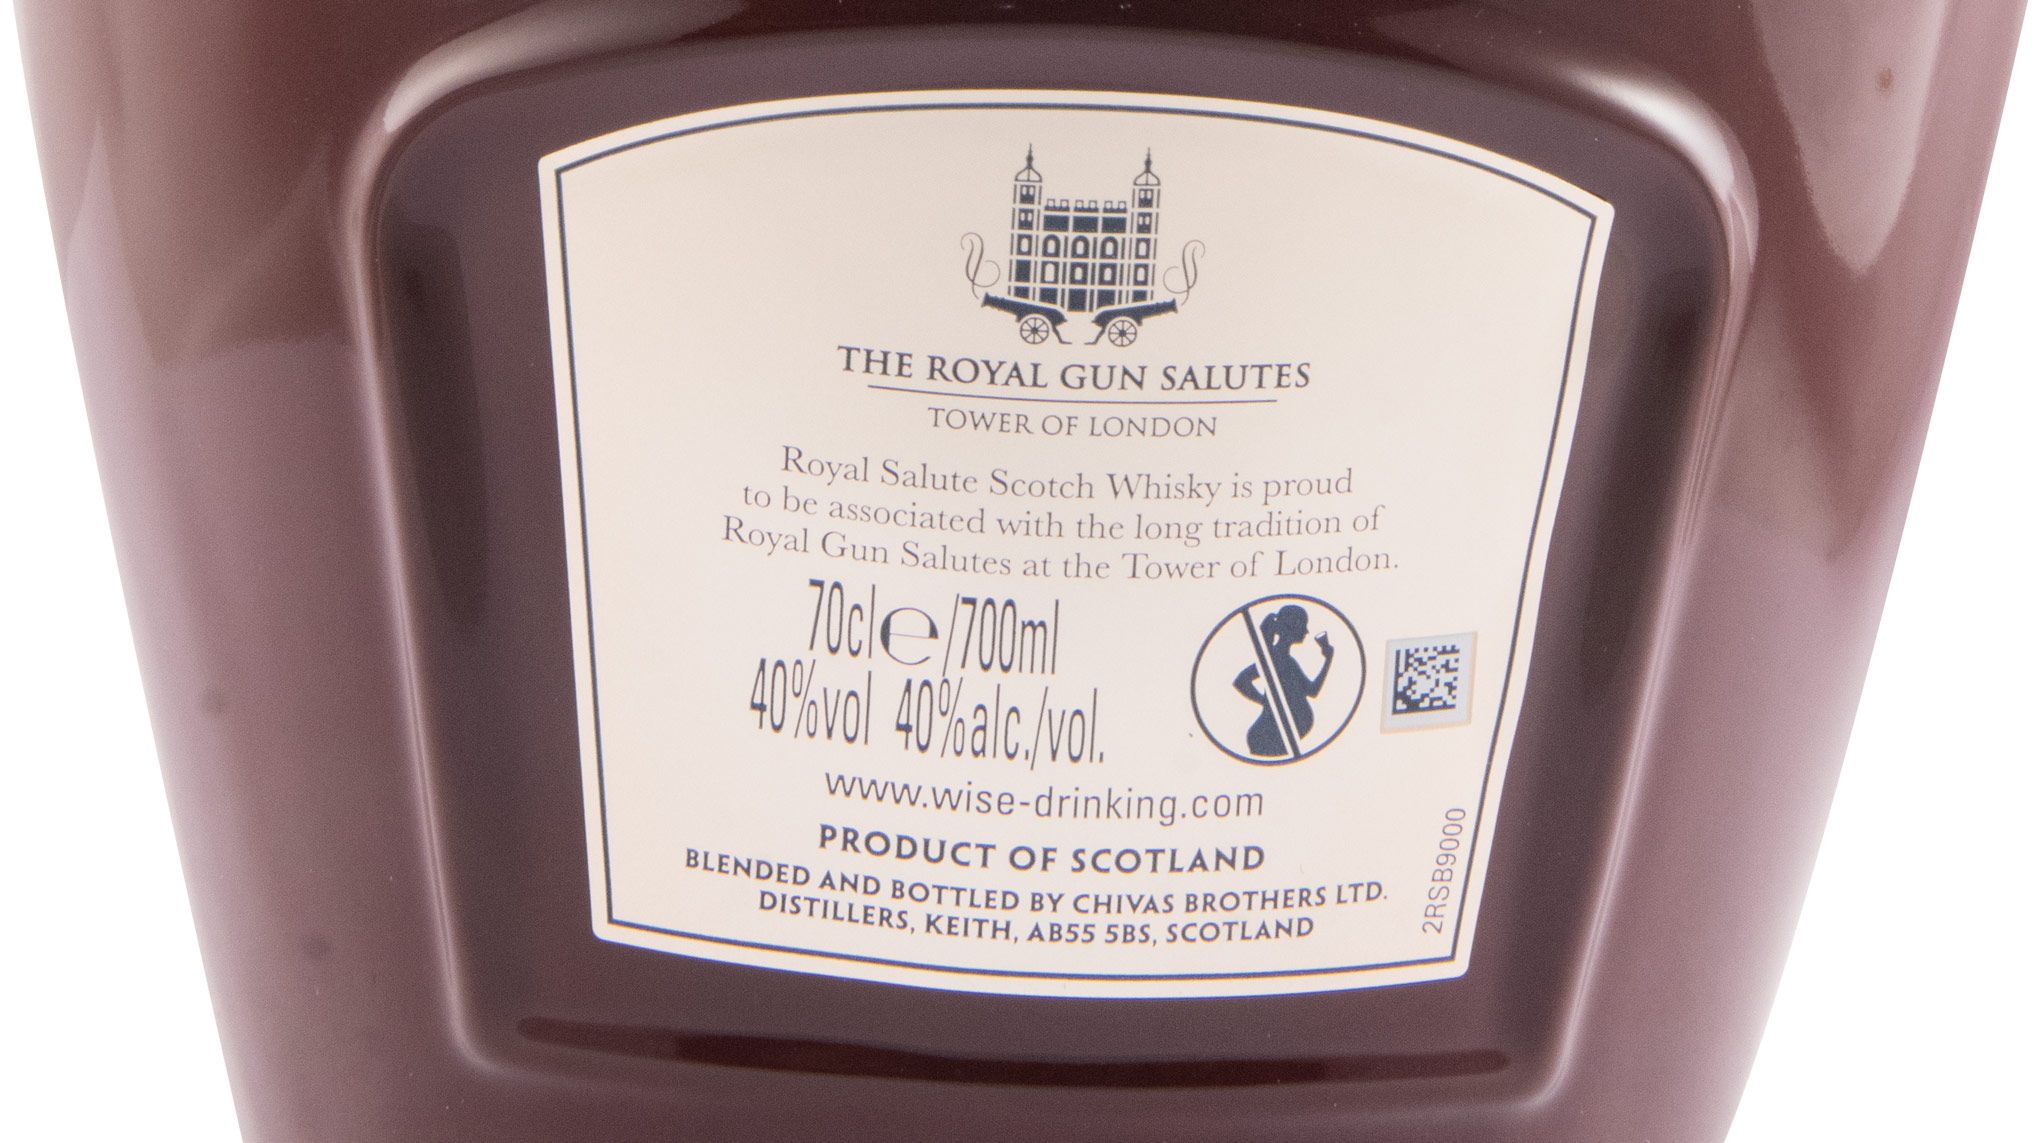 THE ROYAL GUN SALUTES
TOWER OF LONDON
Royal Salute Scotch Whisky is proud
to be associated with the long tradition of
Royal Gun Salutes at the Tower of London.
70cl℮/700ml
40%vol 40%alc./vol.
www.wise-drinking.com
PRODUCT OF SCOTLAND
BLENDED AND BOTTLED BY CHIVAS BROTHERS LTD.
DISTILLERS, KEITH, AB55 5BS, SCOTLAND
2RSB9000